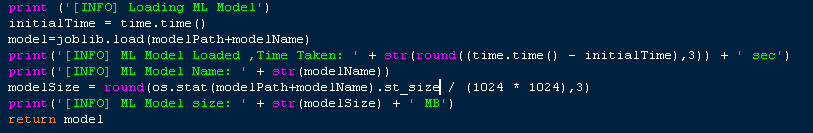 print ('[INFO] Loading ML Model')
initialTime = time.time()
model=joblib.load(modelPath+modelName)
print('[INFO] ML Model Loaded ,Time Taken: ' + str(round((time.time() - initialTime),3)) + ' sec')
print('[INFO] ML Model Name: ' + str(modelName))
modelSize = round(os.stat(modelPath+modelName).st_size / (1024 * 1024),3)
print('[INFO] ML Model size: ' + str(modelSize) + ' MB')
return model